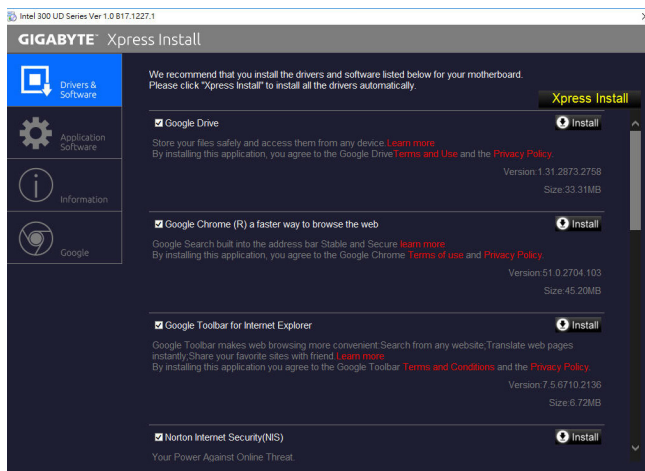 Intel 300 UD Series Ver 1.0 B17.1227.1
GIGABYTE™ Xpress Install
Drivers &
Software
Application
Software
Information
Google
We recommend that you install the drivers and software listed below for your motherboard.
Please click "Xpress Install" to install all the drivers automatically.
Xpress Install
Google Drive
Install
Store your files safely and access them from any device.Learn more
By installing this application, you agree to the Google DriveTerms and Use and the Privacy Policy.
Version:1.31.2873.2758
Size:33.31MB
Google Chrome (R) a faster way to browse the web
Install
Google Search built into the address bar Stable and Secure learn more
By installing this application, you agree to the Google Chrome Terms of use and Privacy Policy.
Version:51.0.2704.103
Size:45.20MB
Google Toolbar for Internet Explorer
Install
Google Toolbar makes web browsing more convenient:Search from any website;Translate web pages
instantly;Share your favorite sites with friend.Learn more
By installing this application you agree to the Google Toolbar Terms and Conditions and the Privacy Policy.
Version:7.5.6710.2136
Size:6.72MB
Norton Internet Security(NIS)
Install
Your Power Against Online Threat.